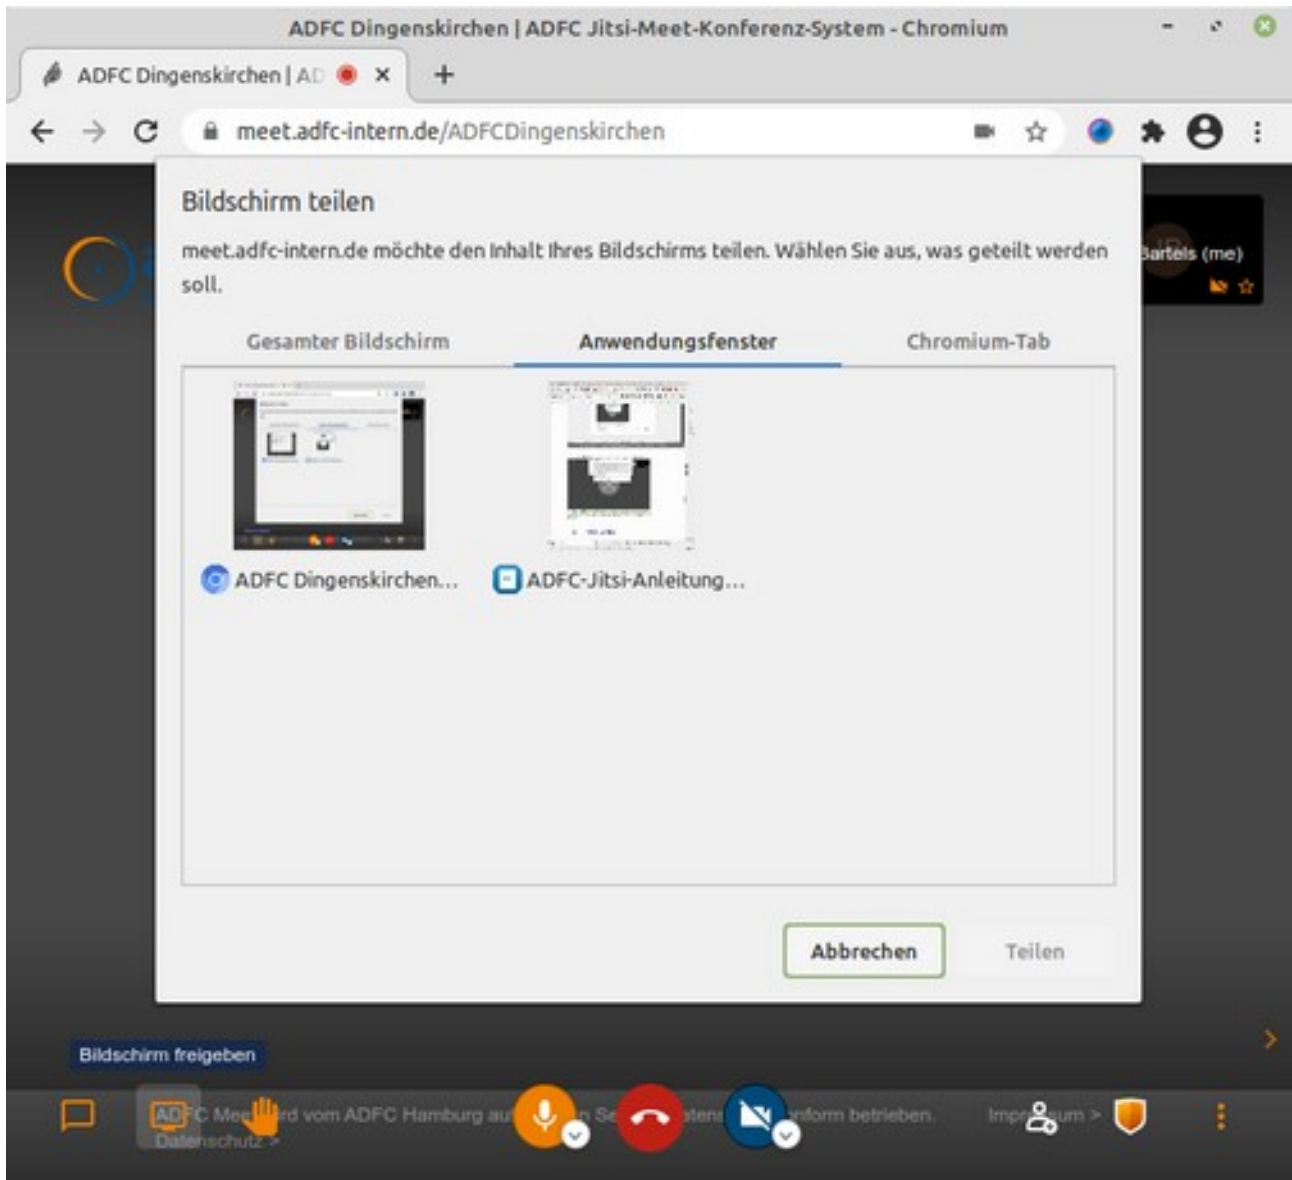 ADFC Dingenskirchen | ADFC Jitsi-Meet-Konferenz-System - Chromium
ADFC Dingenskirchen | AD
meet.adfc-intern.de/ADFCDingenskirchen
Bildschirm teilen
meet.adfc-intern.de möchte den Inhalt Ihres Bildschirms teilen. Wählen Sie aus, was geteilt werden
soll.
Bartels (me)
Gesamter Bildschirm Anwendungsfenster Chromium-Tab
ADFC Dingenskirchen... ADFC-Jitsi-Anleitung...
Abbrechen Teilen
Bildschirm freigeben
ADFC vom ADFC Hamburg betrieben. >
Datenschutz >